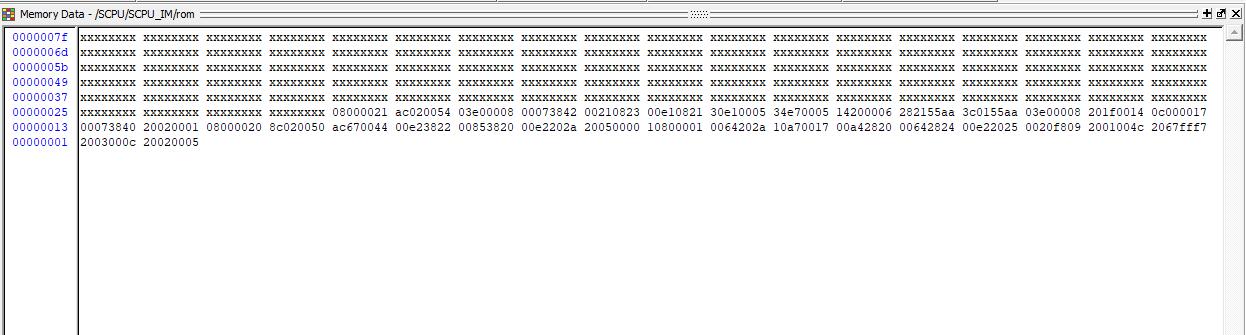 Memory Data - /SCPU/SCPU_IM/rom
0000007f xxxxxxxx xxxxxxxx xxxxxxxx xxxxxxxx xxxxxxxx xxxxxxxx xxxxxxxx xxxxxxxx xxxxxxxx xxxxxxxx xxxxxxxx xxxxxxxx xxxxxxxx xxxxxxxx xxxxxxxx xxxxxxxx xxxxxxxx xxxxxxxx
0000006d xxxxxxxx xxxxxxxx xxxxxxxx xxxxxxxx xxxxxxxx xxxxxxxx xxxxxxxx xxxxxxxx xxxxxxxx xxxxxxxx xxxxxxxx xxxxxxxx xxxxxxxx xxxxxxxx xxxxxxxx xxxxxxxx xxxxxxxx xxxxxxxx
0000005b xxxxxxxx xxxxxxxx xxxxxxxx xxxxxxxx xxxxxxxx xxxxxxxx xxxxxxxx xxxxxxxx xxxxxxxx xxxxxxxx xxxxxxxx xxxxxxxx xxxxxxxx xxxxxxxx xxxxxxxx xxxxxxxx xxxxxxxx xxxxxxxx
00000049 xxxxxxxx xxxxxxxx xxxxxxxx xxxxxxxx xxxxxxxx xxxxxxxx xxxxxxxx xxxxxxxx xxxxxxxx xxxxxxxx xxxxxxxx xxxxxxxx xxxxxxxx xxxxxxxx xxxxxxxx xxxxxxxx xxxxxxxx xxxxxxxx
00000037 xxxxxxxx xxxxxxxx xxxxxxxx xxxxxxxx xxxxxxxx xxxxxxxx xxxxxxxx xxxxxxxx xxxxxxxx xxxxxxxx xxxxxxxx xxxxxxxx xxxxxxxx xxxxxxxx xxxxxxxx xxxxxxxx xxxxxxxx xxxxxxxx
00000025 xxxxxxxx xxxxxxxx xxxxxxxx xxxxxxxx 08000021 ac020054 03e00008 00073842 00210823 00e10821 30e10005 34e70005 14200006 282155aa 3c0155aa 03e00008 201f0014 0c000017
00000013 00073840 20020001 08000020 8c020050 ac670044 00e23822 00853820 00e2202a 20050000 10800001 0064202a 10a70017 00a42820 00642824 00e22025 0020f809 2001004c 2067fff7
00000001 2003000c 20020005